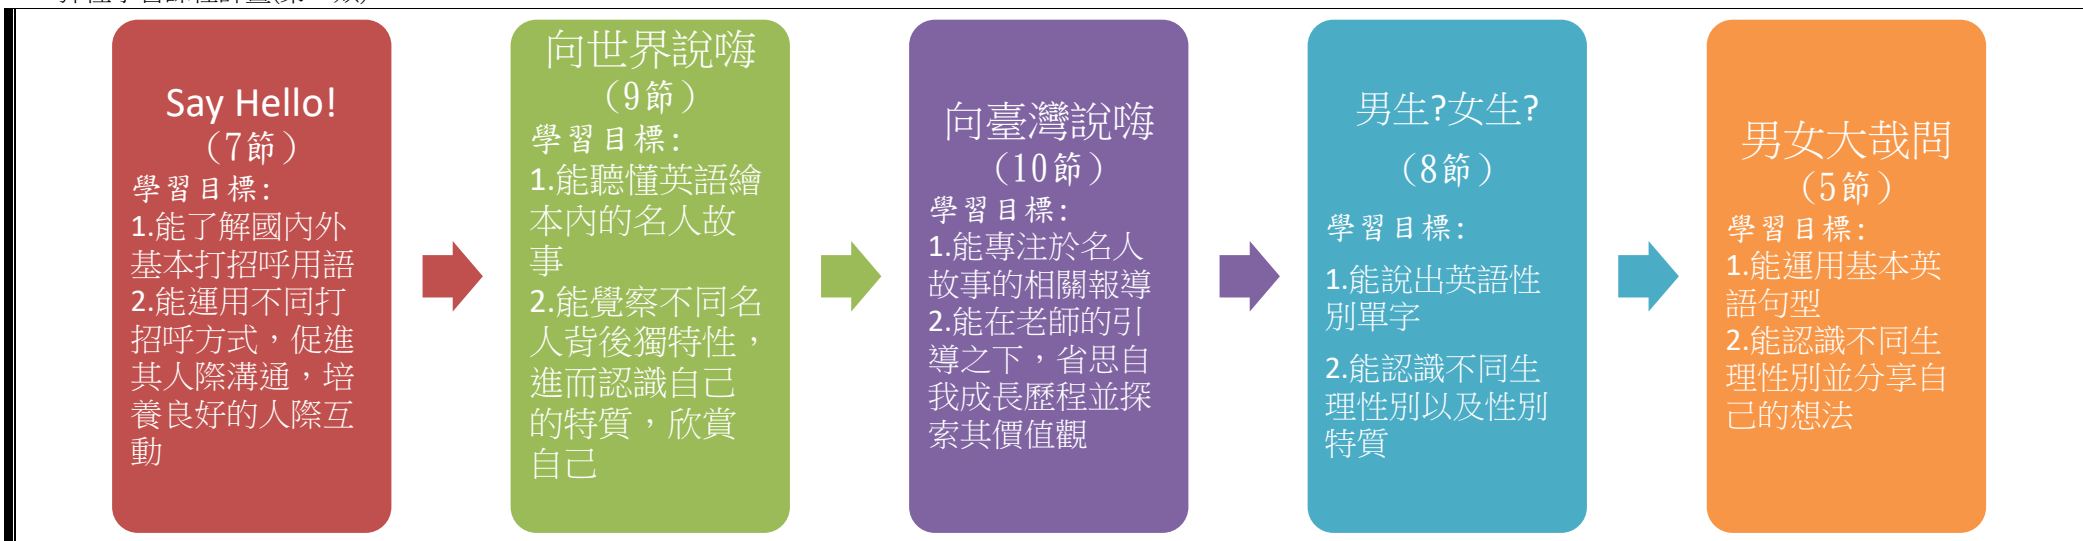 Say Hello!
（7節）
學習目標:
1.能了解國內外
基本打招呼用語
2.能運用不同打
招呼方式，促進
其人際溝通，培
養良好的人際互
動
向世界說嗨
（9節）
學習目標:
1.能聽懂英語繪
本內的名人故
事
2.能覺察不同名
人背後獨特性，
進而認識自己
的特質，欣賞
自己
向臺灣說嗨
（10節）
學習目標:
1.能專注於名人
故事的相關報導
2.能在老師的引
導之下，省思自
我成長歷程並探
索其價值觀
男生?女生?
（8節）
學習目標:
1.能說出英語性
別單字
2.能認識不同生
理性別以及性別
特質
男女大哉問
（5節）
學習目標:
1.能運用基本英
語句型
2.能認識不同生
理性別並分享自
己的想法